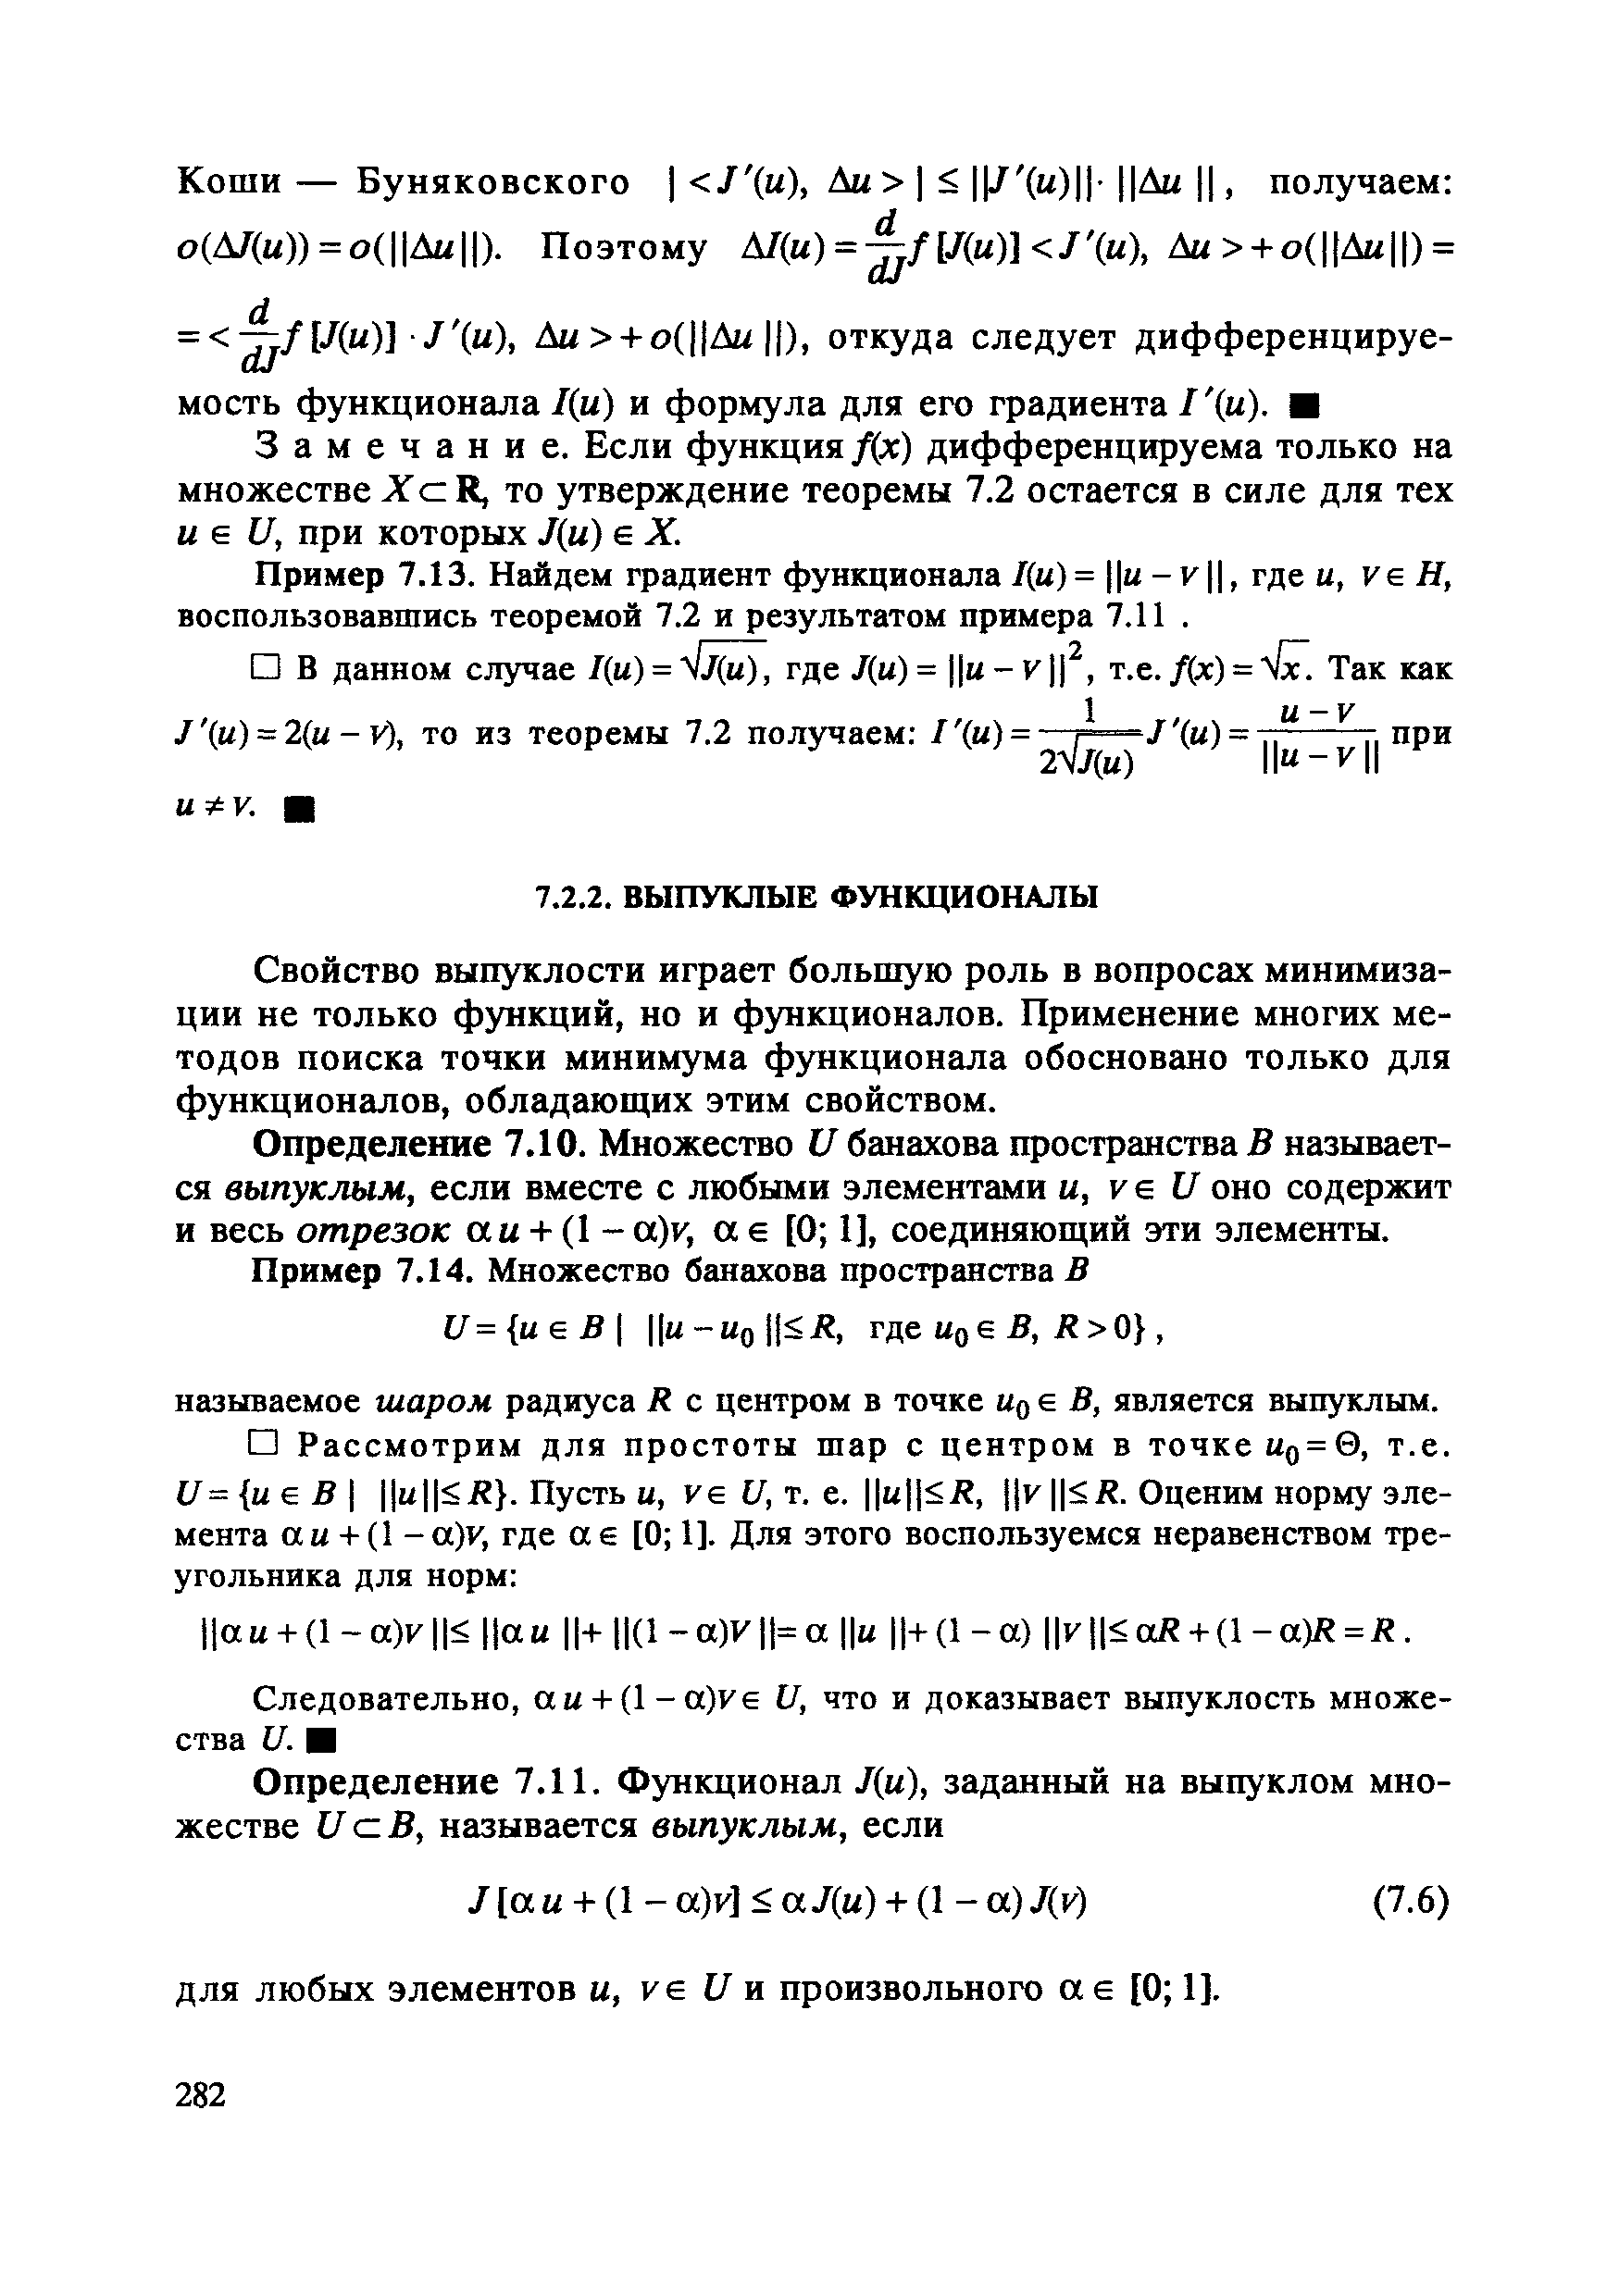 Коши — Буняковского | <J'(u), Δu> | ≤ ||J'(u)||· ||Δu ||, получаем:
o(ΔJ(u)) = o(||Δu||). Поэтому ΔI(u) = d/dJ f [J(u)] <J'(u), Δu > + o(||Δu||) =
= < d/dJ f [J(u)] · J'(u), Δu > + o(||Δu ||), откуда следует дифференцируе-
мость функционала I(u) и формула для его градиента I'(u). ■
З а м е ч а н и е. Если функция f(x) дифференцируема только на
множестве X⊂R, то утверждение теоремы 7.2 остается в силе для тех
u ∈ U, при которых J(u) ∈ X.
Пример 7.13. Найдем градиент функционала I(u) = ||u – v||, где u, v∈ H,
воспользовавшись теоремой 7.2 и результатом примера 7.11 .
□ В данном случае I(u) = √J(u), где J(u) = ||u – v||², т.е. f(x) = √x. Так как
J'(u) = 2(u – v), то из теоремы 7.2 получаем: I'(u) = 1/(2√J(u)) J'(u) = (u – v)/||u – v|| при
u ≠ v. ■
7.2.2. ВЫПУКЛЫЕ ФУНКЦИОНАЛЫ
Свойство выпуклости играет большую роль в вопросах минимиза-
ции не только функций, но и функционалов. Применение многих ме-
тодов поиска точки минимума функционала обосновано только для
функционалов, обладающих этим свойством.
Определение 7.10. Множество U банахова пространства B называет-
ся выпуклым, если вместе с любыми элементами u, v∈ U оно содержит
и весь отрезок αu + (1 – α)v, α∈ [0; 1], соединяющий эти элементы.
Пример 7.14. Множество банахова пространства B
U = {u ∈ B | ||u – u₀ ||≤ R, где u₀∈ B, R > 0} ,
называемое шаром радиуса R с центром в точке u₀∈ B, является выпуклым.
□ Рассмотрим для простоты шар с центром в точке u₀ = Θ, т.е.
U = {u ∈ B | ||u||≤ R}. Пусть u, v∈ U, т. е. ||u||≤ R, ||v ||≤ R. Оценим норму эле-
мента αu + (1 – α)v, где α∈ [0; 1]. Для этого воспользуемся неравенством тре-
угольника для норм:
||αu + (1 – α)v ||≤ ||αu ||+ ||(1 – α)v ||= α ||u ||+ (1 – α) ||v ||≤ αR + (1 – α)R = R .
Следовательно, αu + (1 – α)v∈ U, что и доказывает выпуклость множе-
ства U. ■
Определение 7.11. Функционал J(u), заданный на выпуклом мно-
жестве U⊂B, называется выпуклым, если
J [αu + (1 – α)v] ≤ αJ(u) + (1 – α) J(v) (7.6)
для любых элементов u, v∈ U и произвольного α∈ [0; 1].
282